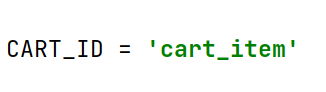 CART_ID = 'cart_item'